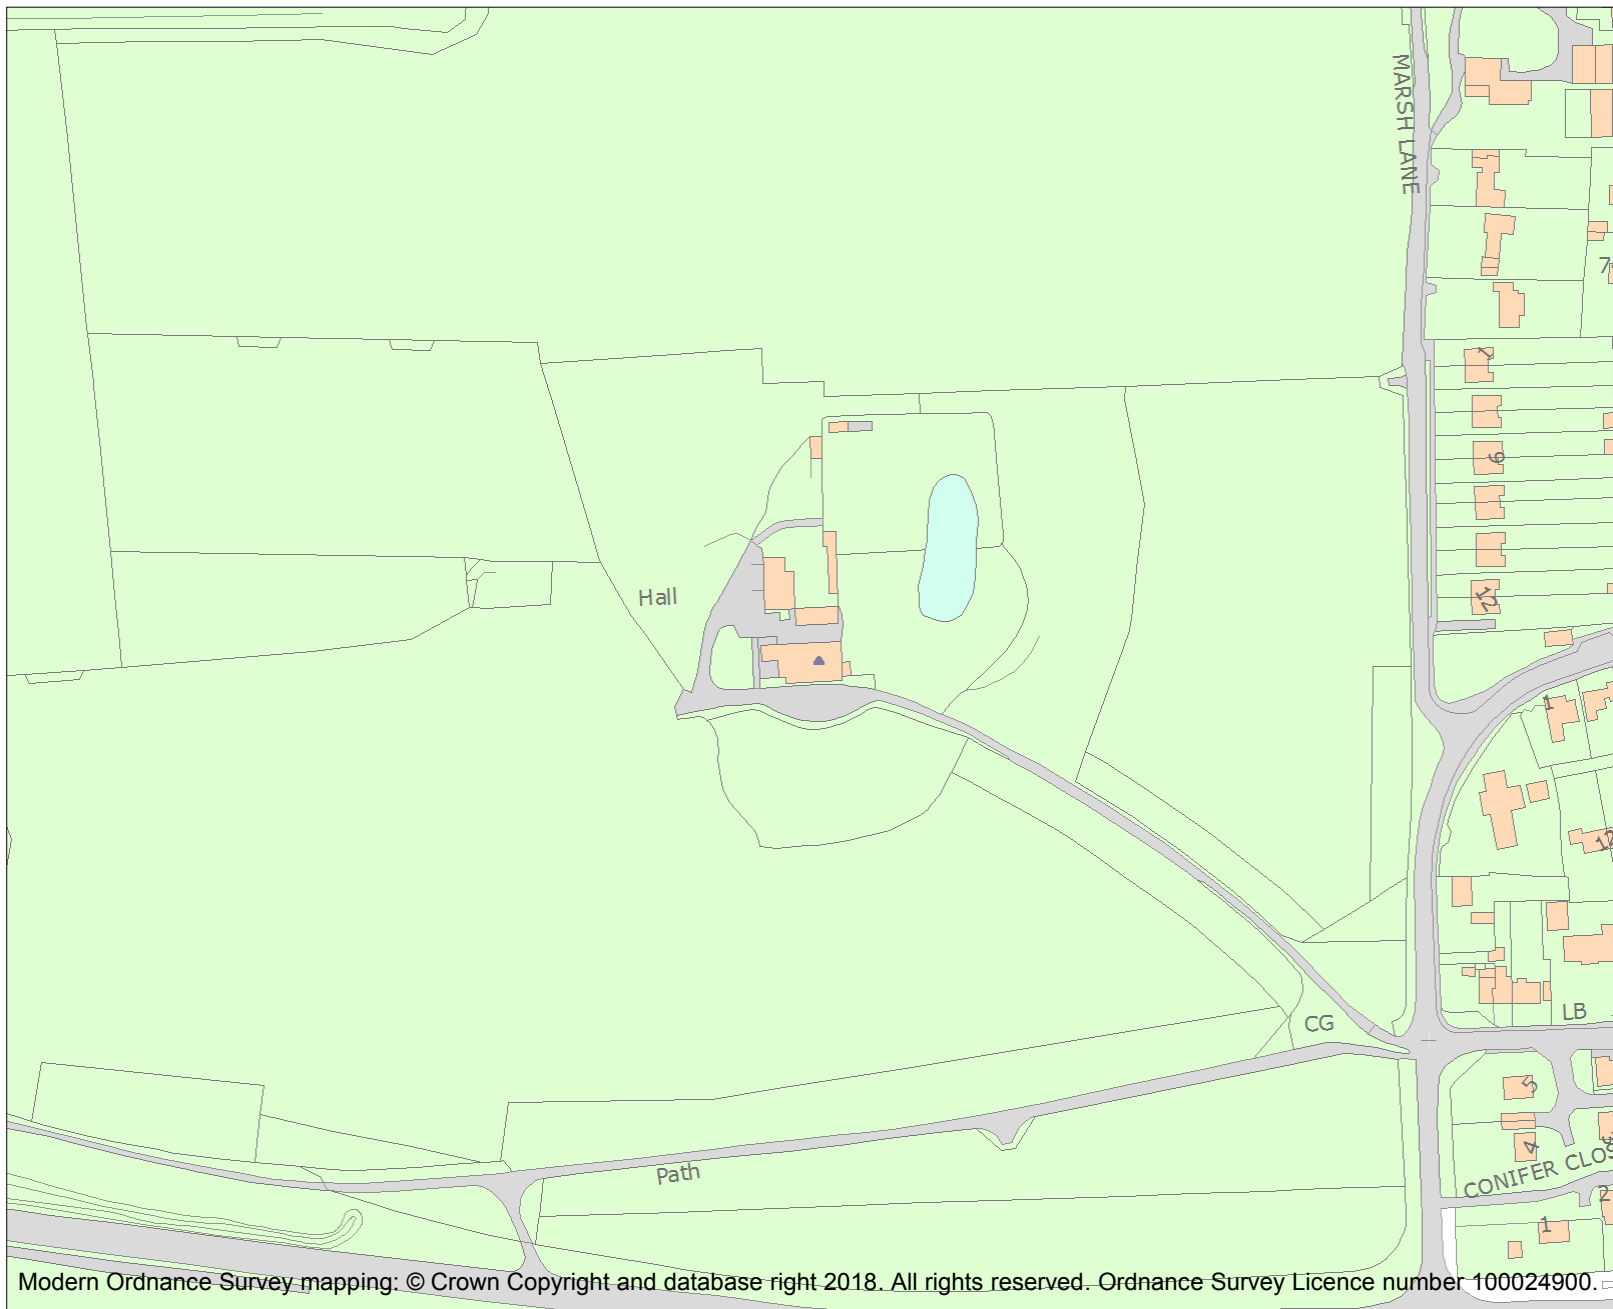 MARSH LANE
7
1
6
12
Hall
1
12
CG
LB
5
4
3
Path
CONIFER CLOS
2
1
Modern Ordnance Survey mapping: © Crown Copyright and database right 2018. All rights reserved. Ordnance Survey Licence number 100024900.